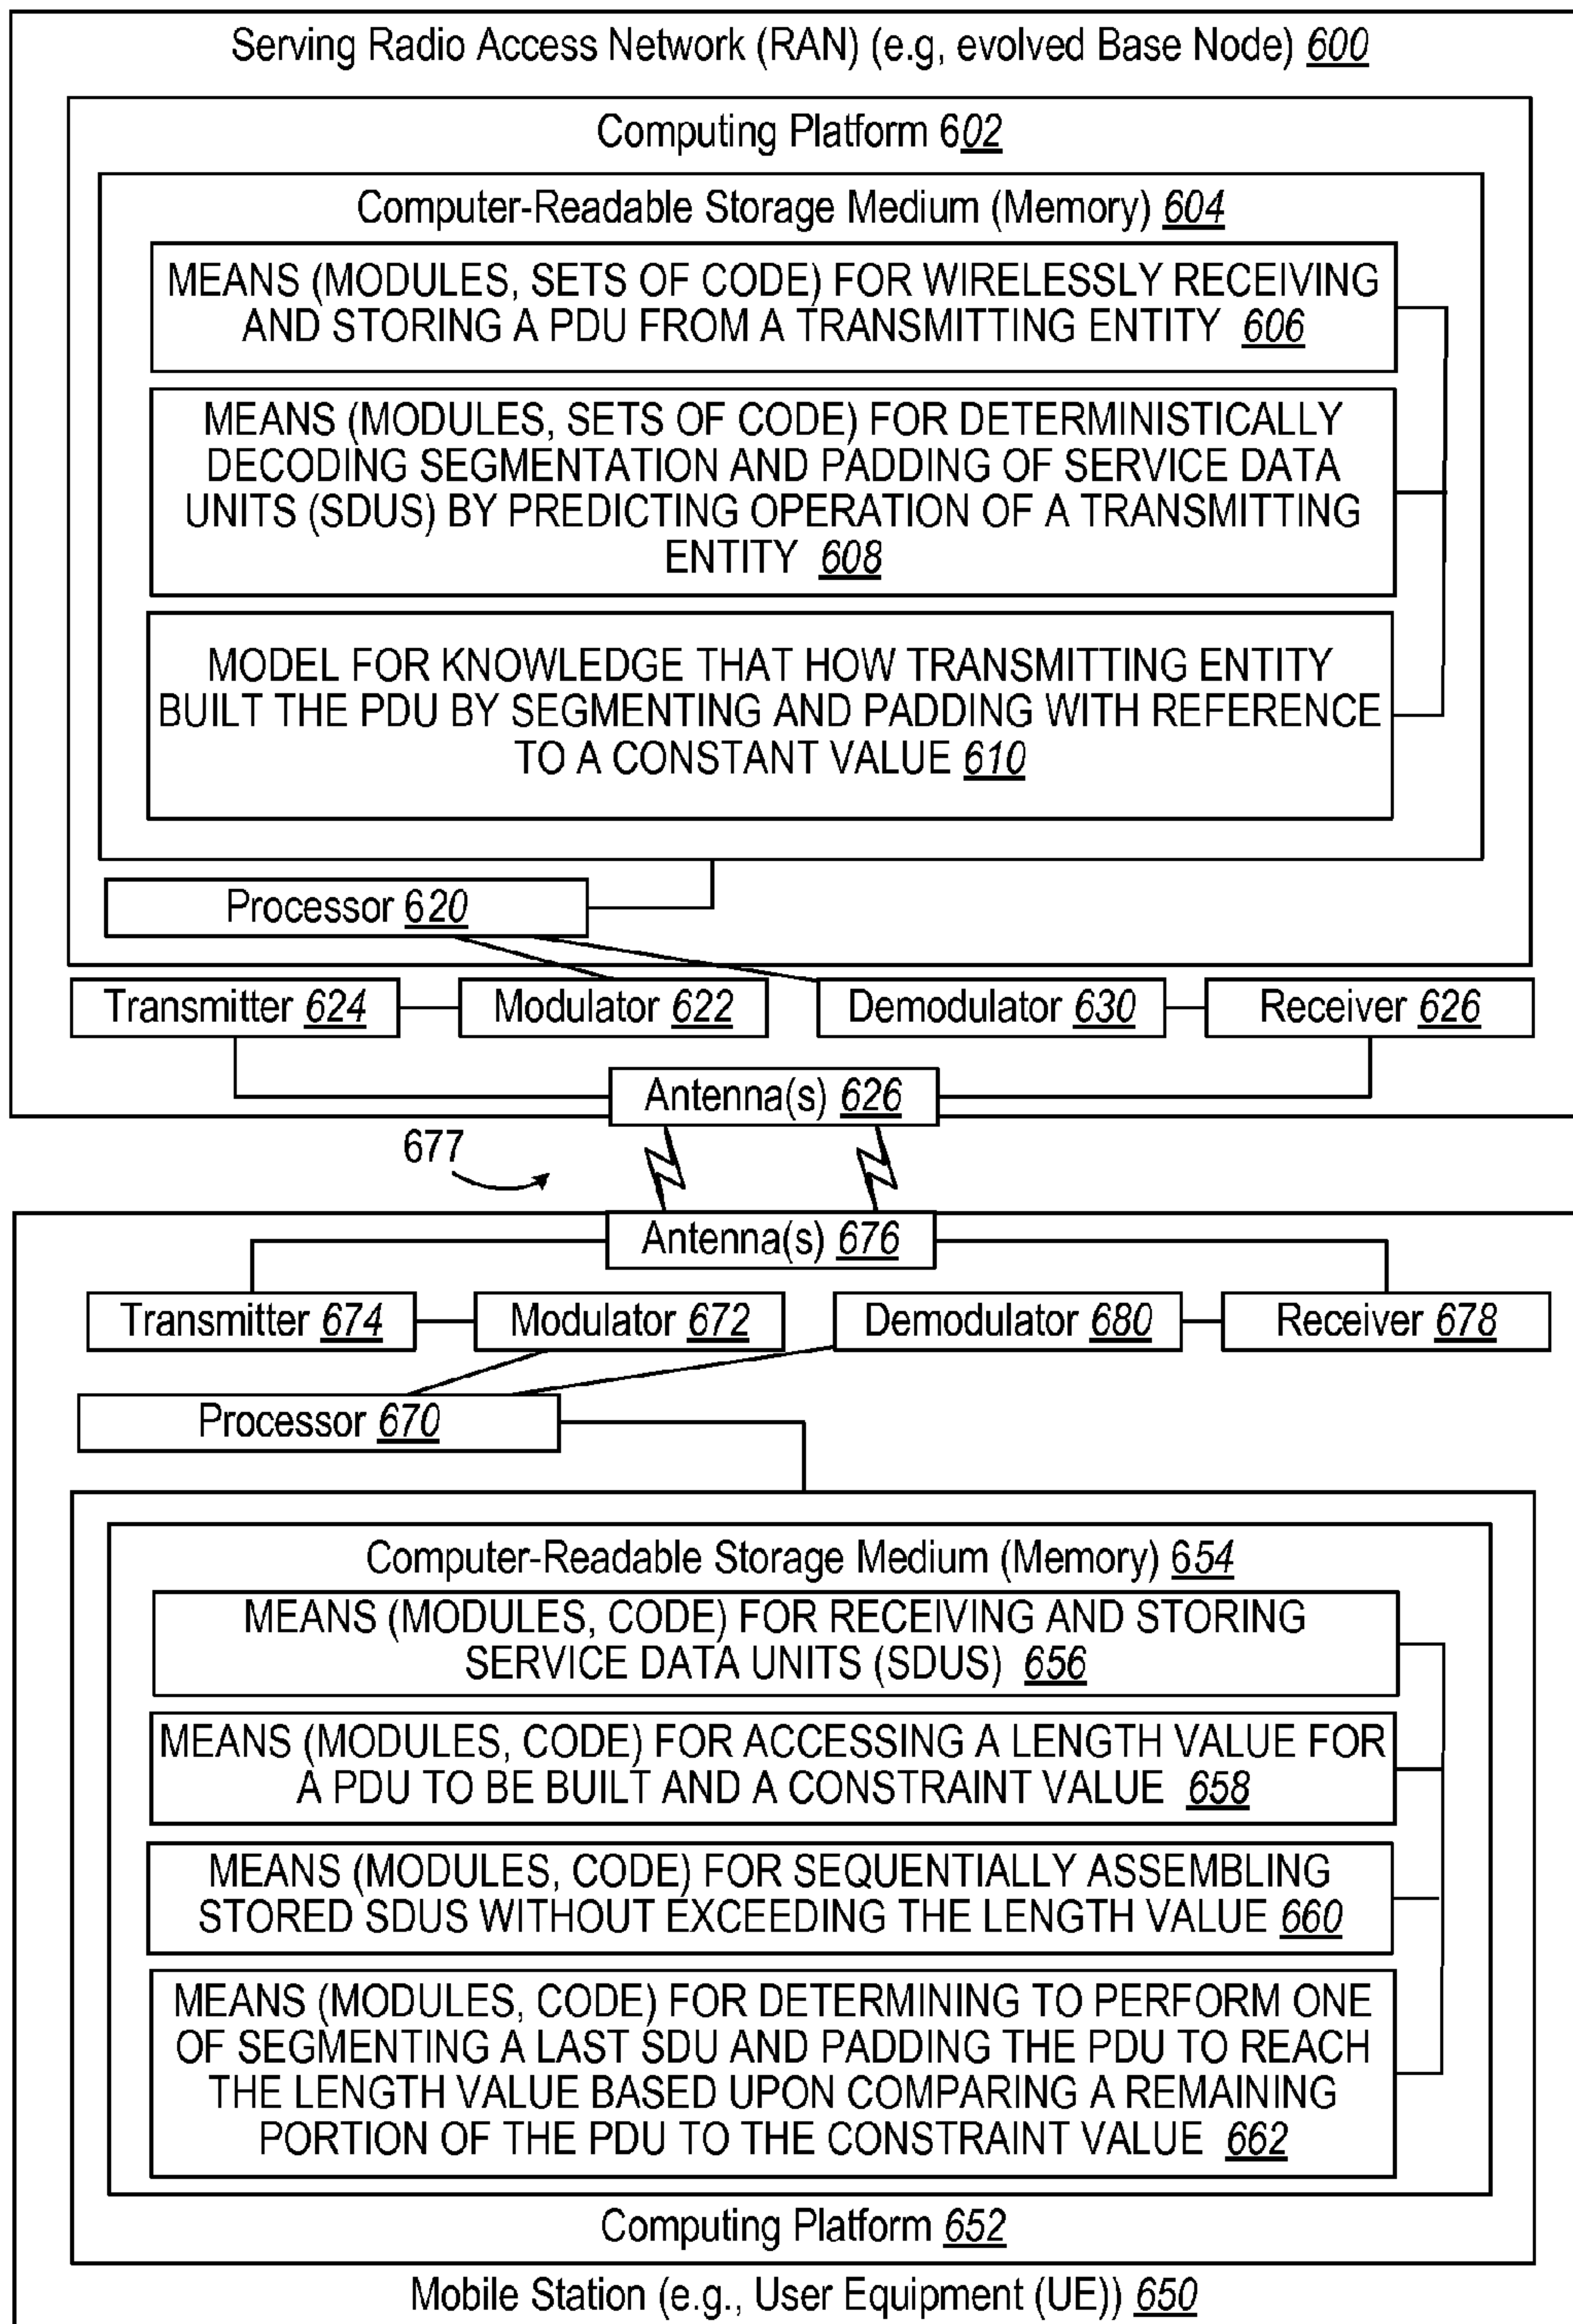 Serving Radio Access Network (RAN) (e.g, evolved Base Node) 600
Computing Platform 602
Computer-Readable Storage Medium (Memory) 604
MEANS (MODULES, SETS OF CODE) FOR WIRELESSLY RECEIVING
AND STORING A PDU FROM A TRANSMITTING ENTITY 606
MEANS (MODULES, SETS OF CODE) FOR DETERMINISTICALLY
DECODING SEGMENTATION AND PADDING OF SERVICE DATA
UNITS (SDUS) BY PREDICTING OPERATION OF A TRANSMITTING
ENTITY 608
MODEL FOR KNOWLEDGE THAT HOW TRANSMITTING ENTITY
BUILT THE PDU BY SEGMENTING AND PADDING WITH REFERENCE
TO A CONSTANT VALUE 610
Processor 620
Transmitter 624 Modulator 622 Demodulator 630 Receiver 626
Antenna(s) 626
677
Antenna(s) 676
Transmitter 674 Modulator 672 Demodulator 680 Receiver 678
Processor 670
Computer-Readable Storage Medium (Memory) 654
MEANS (MODULES, CODE) FOR RECEIVING AND STORING
SERVICE DATA UNITS (SDUS) 656
MEANS (MODULES, CODE) FOR ACCESSING A LENGTH VALUE FOR
A PDU TO BE BUILT AND A CONSTRAINT VALUE 658
MEANS (MODULES, CODE) FOR SEQUENTIALLY ASSEMBLING
STORED SDUS WITHOUT EXCEEDING THE LENGTH VALUE 660
MEANS (MODULES, CODE) FOR DETERMINING TO PERFORM ONE
OF SEGMENTING A LAST SDU AND PADDING THE PDU TO REACH
THE LENGTH VALUE BASED UPON COMPARING A REMAINING
PORTION OF THE PDU TO THE CONSTRAINT VALUE 662
Computing Platform 652
Mobile Station (e.g., User Equipment (UE)) 650